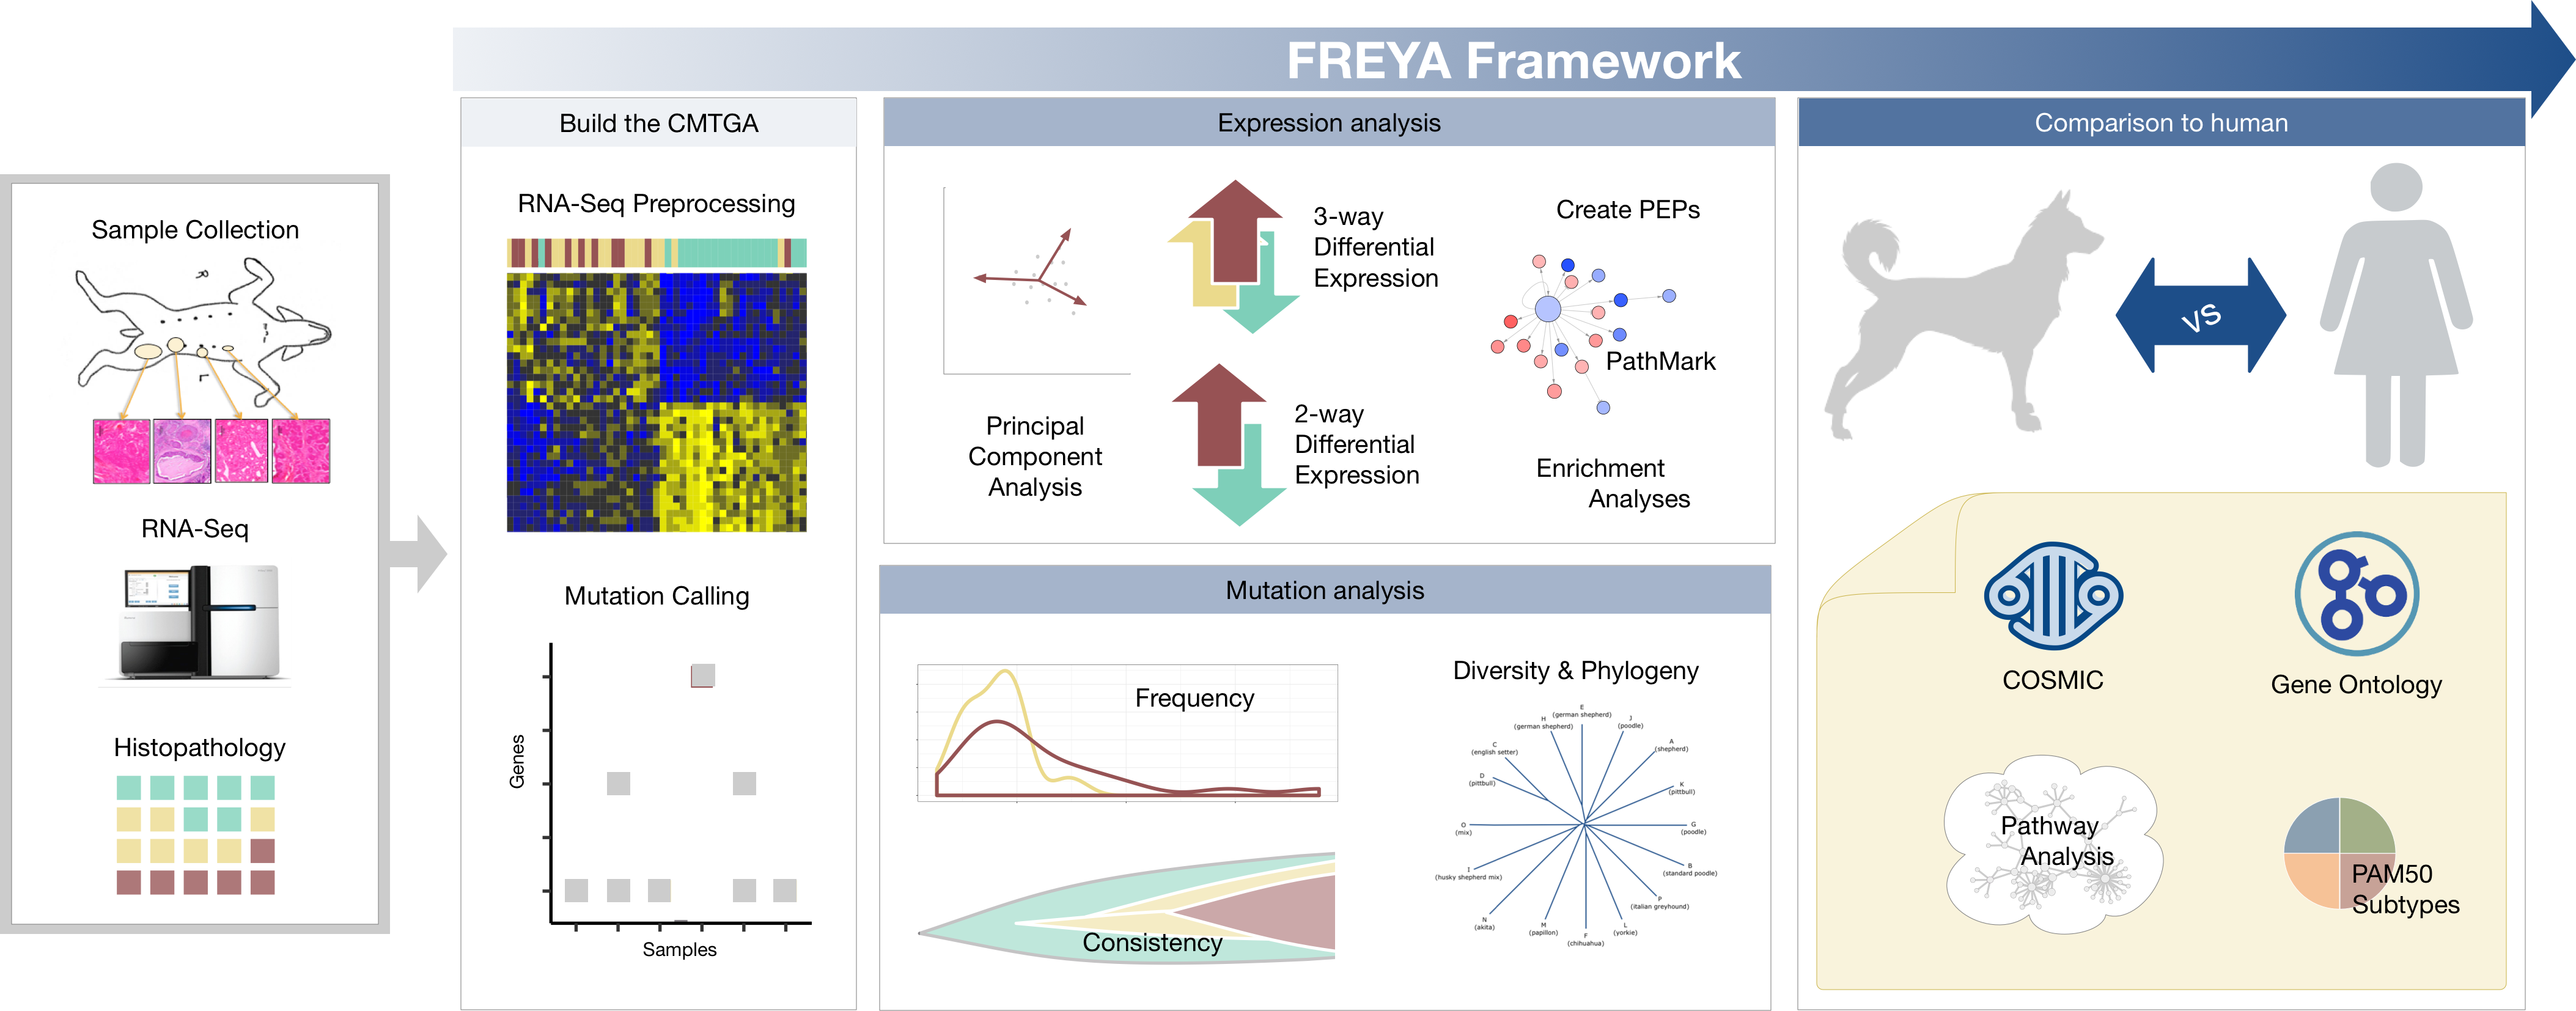 FREYA Framework
Sample Collection
R
L
RNA-Seq
Histopathology
Build the CMTGA
RNA-Seq Preprocessing
Mutation Calling
Genes
Samples
Expression analysis
Principal
Component
Analysis
3-way
Differential
Expression
2-way
Differential
Expression
Create PEPs
PathMark
Enrichment
Analyses
Mutation analysis
Frequency
Consistency
Diversity & Phylogeny
E
(german shepherd)
H
(german shepherd)
J
(poodle)
C
(english setter)
A
(shepherd)
D
(pittbull)
K
(pittbull)
O
(mix)
G
(poodle)
I
(husky shepherd mix)
B
(standard poodle)
P
(italian greyhound)
N
(akita)
M
(papillon)
F
(chihuahua)
L
(yorkie)
Comparison to human
VS
COSMIC
Gene Ontology
Pathway
Analysis
PAM50
Subtypes